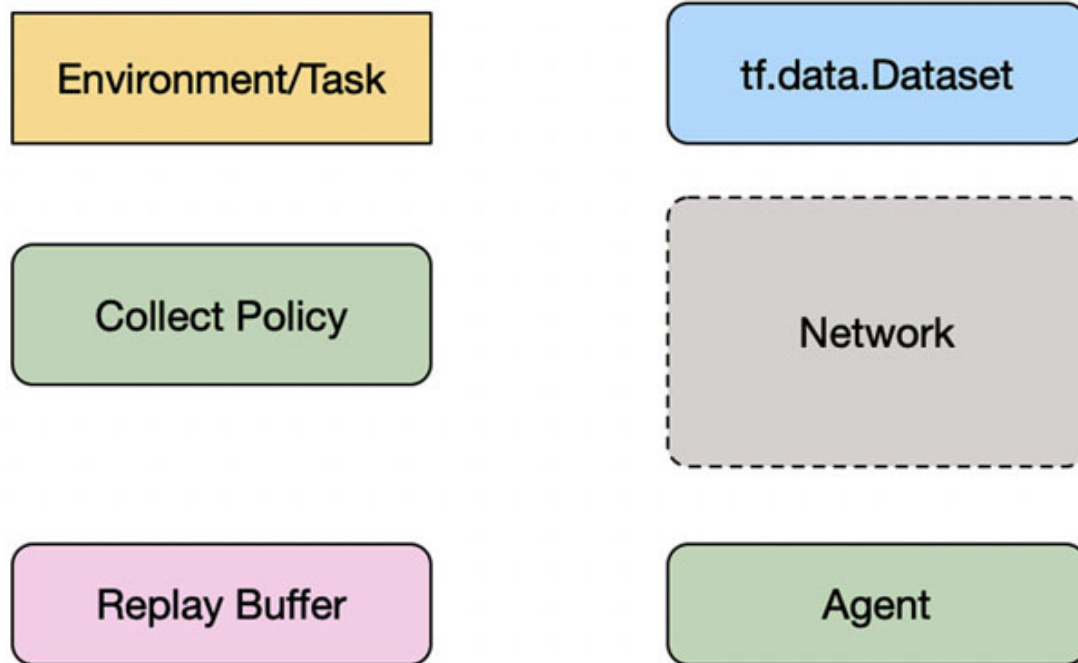 Environment/Task
tf.data.Dataset
Collect Policy
Network
Replay Buffer
Agent